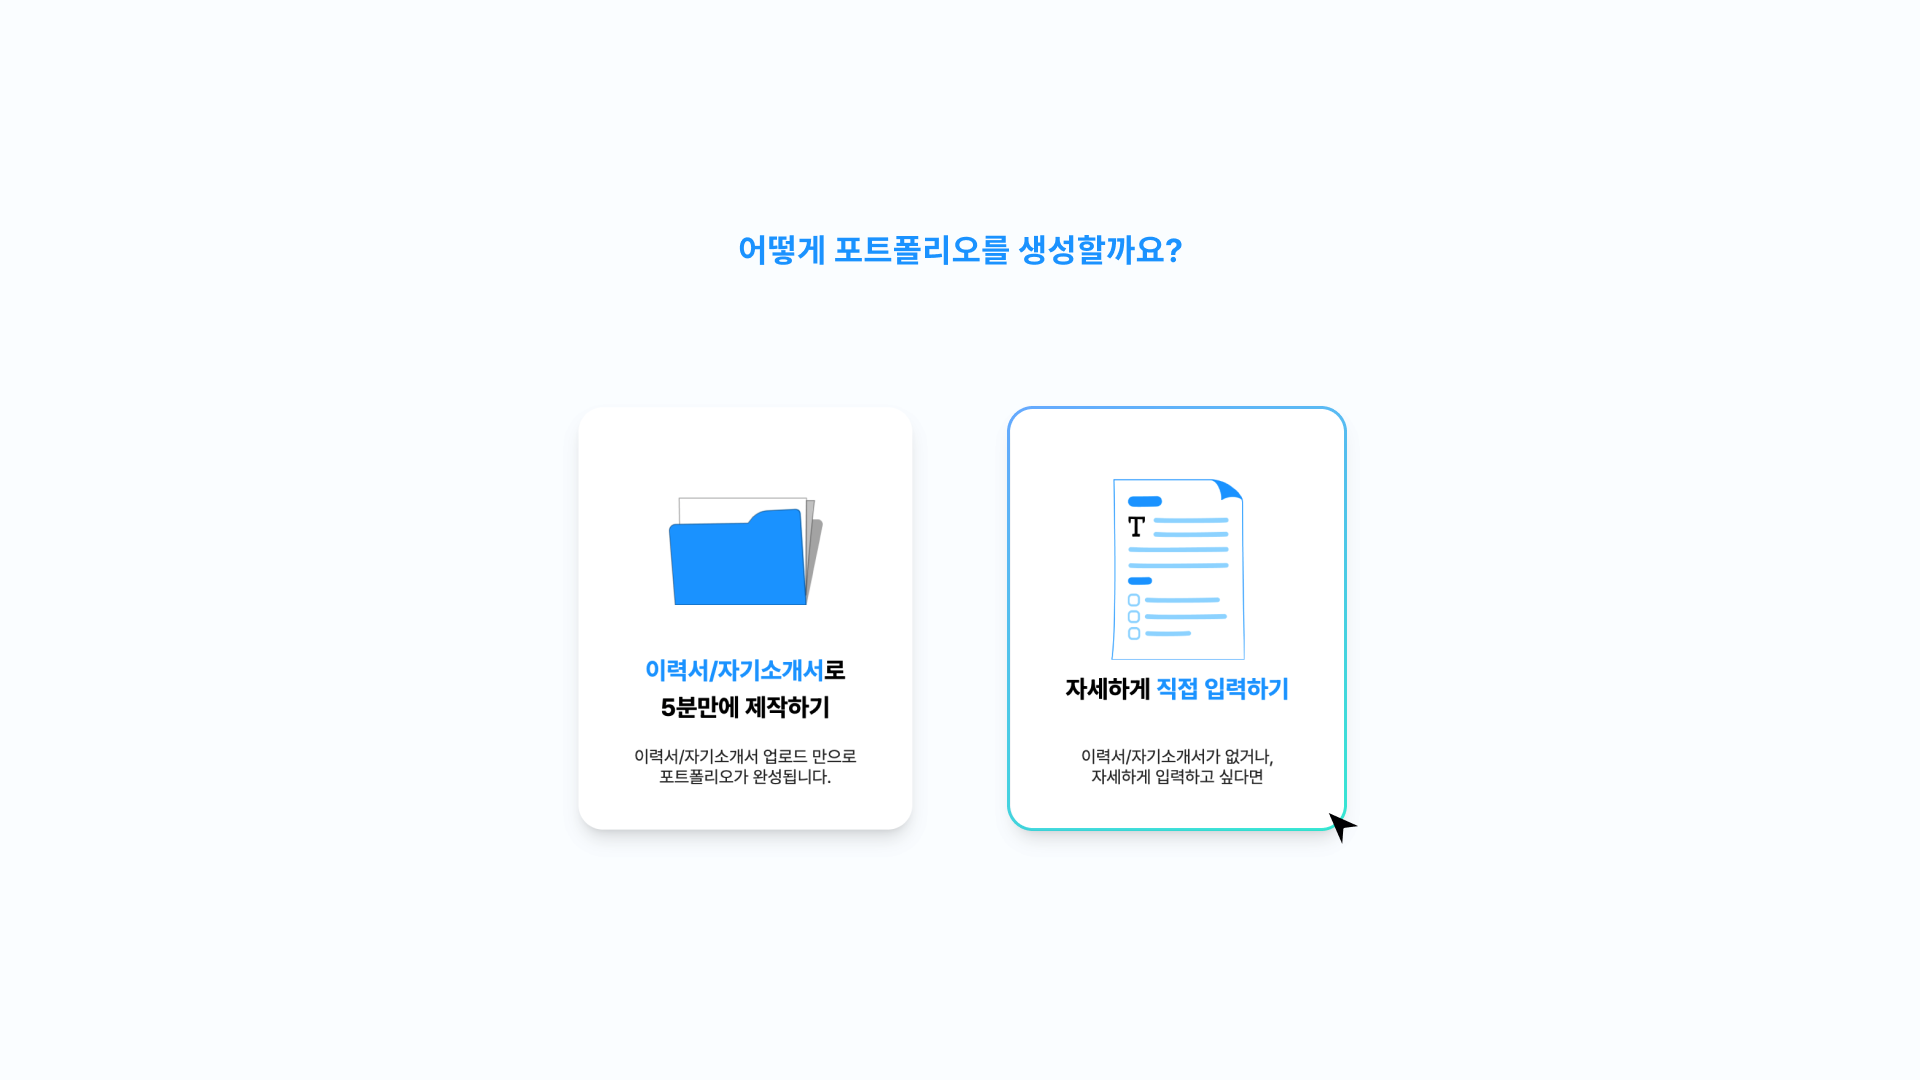 어떻게 포트폴리오를 생성할까요?
이력서/자기소개서로
5분만에 제작하기
이력서/자기소개서 업로드 만으로
포트폴리오가 완성됩니다.
T
자세하게 직접 입력하기
이력서/자기소개서가 없거나,
자세하게 입력하고 싶다면